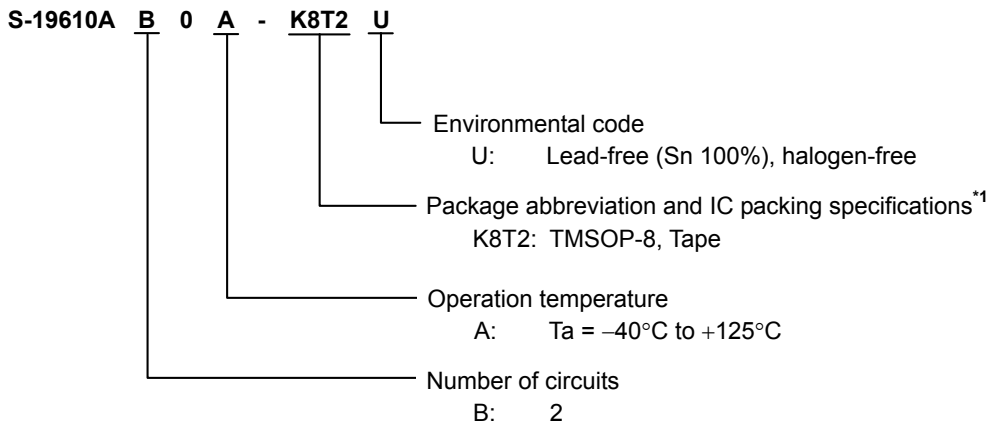 S-19610A B 0 A - K8T2 U
Environmental code
U: Lead-free (Sn 100%), halogen-free
Package abbreviation and IC packing specifications*1
K8T2: TMSOP-8, Tape
Operation temperature
A: Ta = −40°C to +125°C
Number of circuits
B: 2